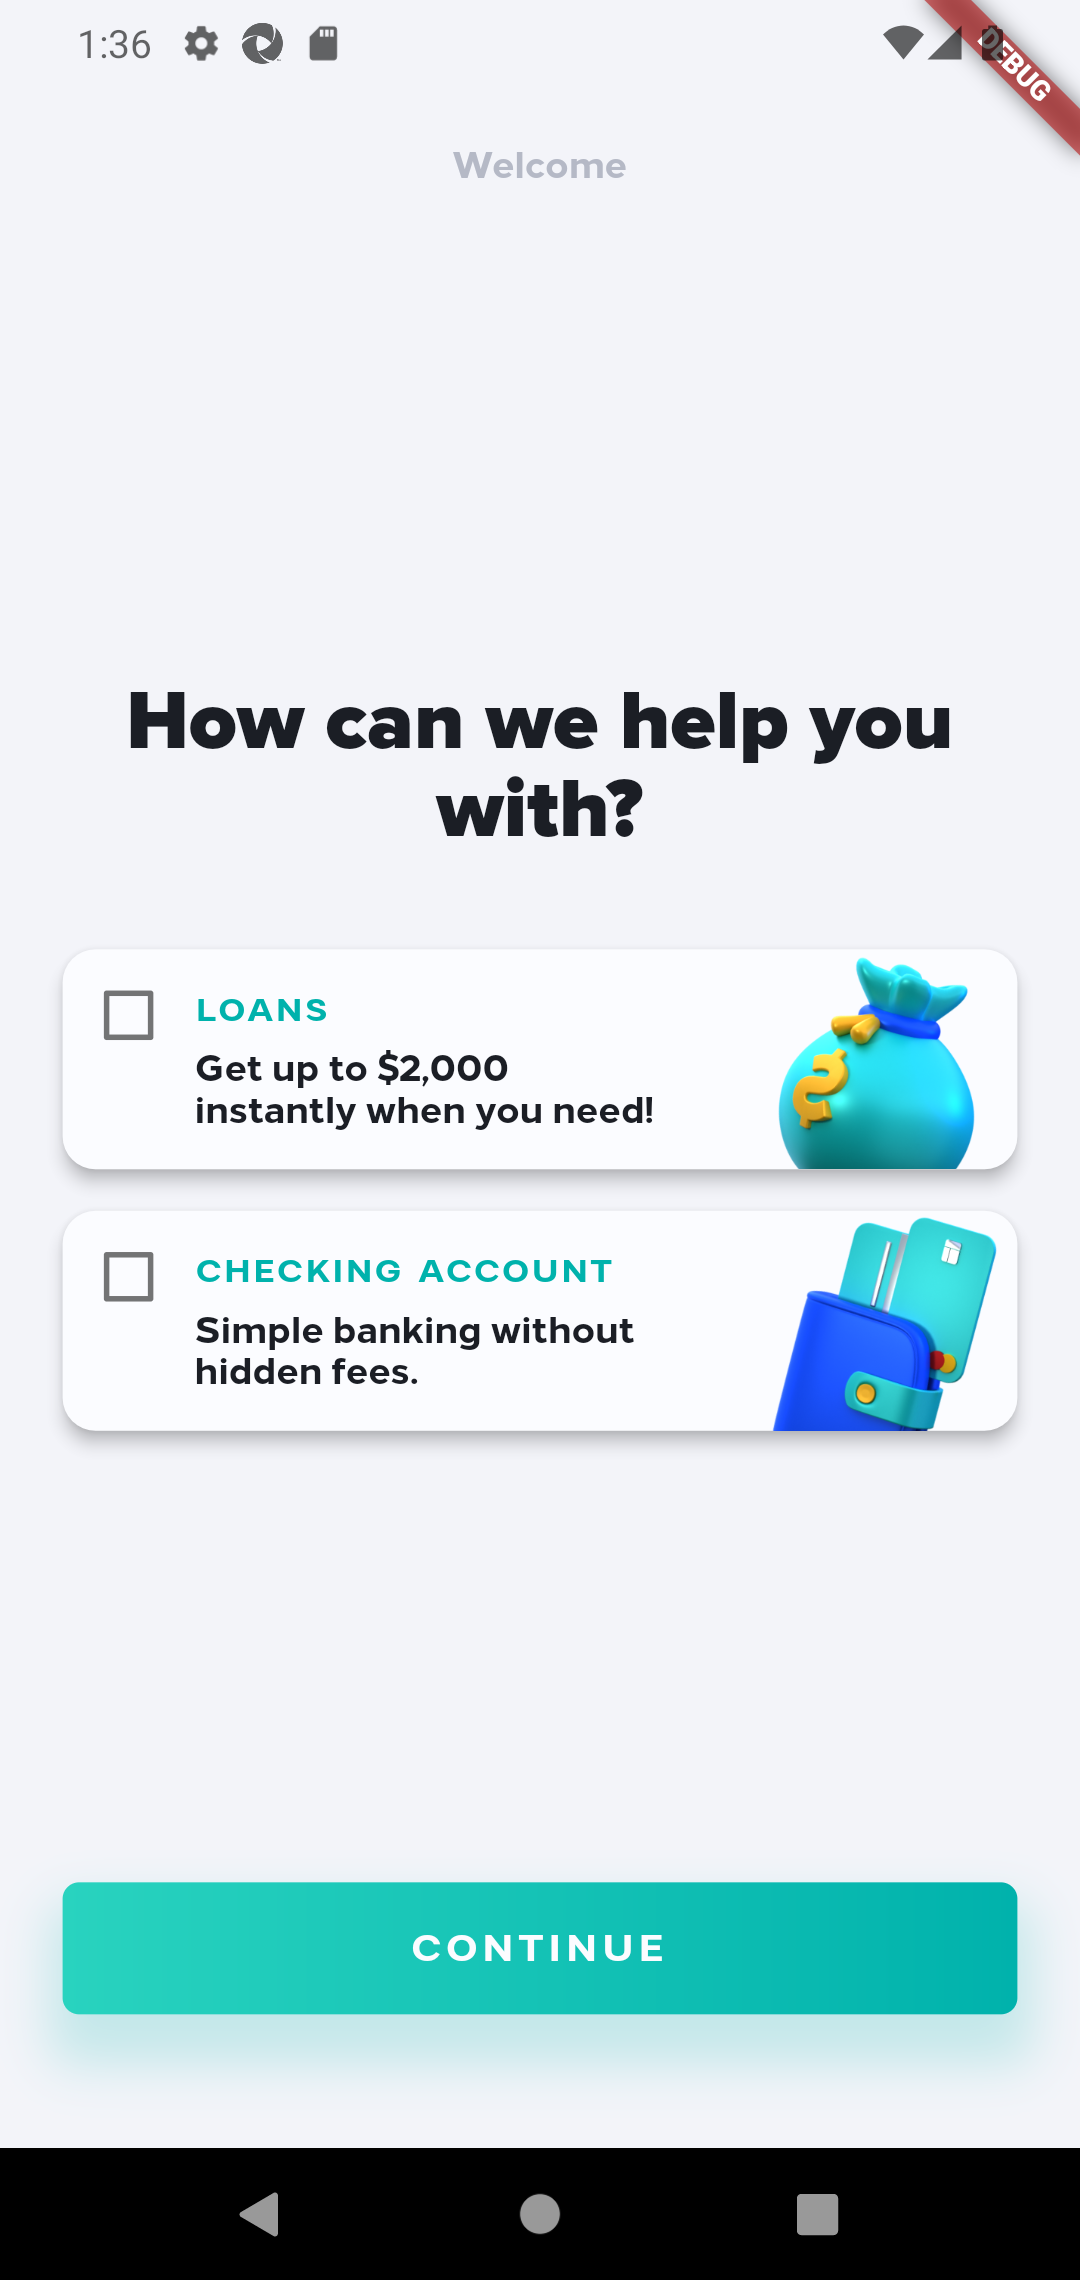 1:36
DEBUG
Welcome
How can we help you
with?
LOANS
Get up to $2,000
instantly when you need!
CHECKING ACCOUNT
Simple banking without
hidden fees.
CONTINUE